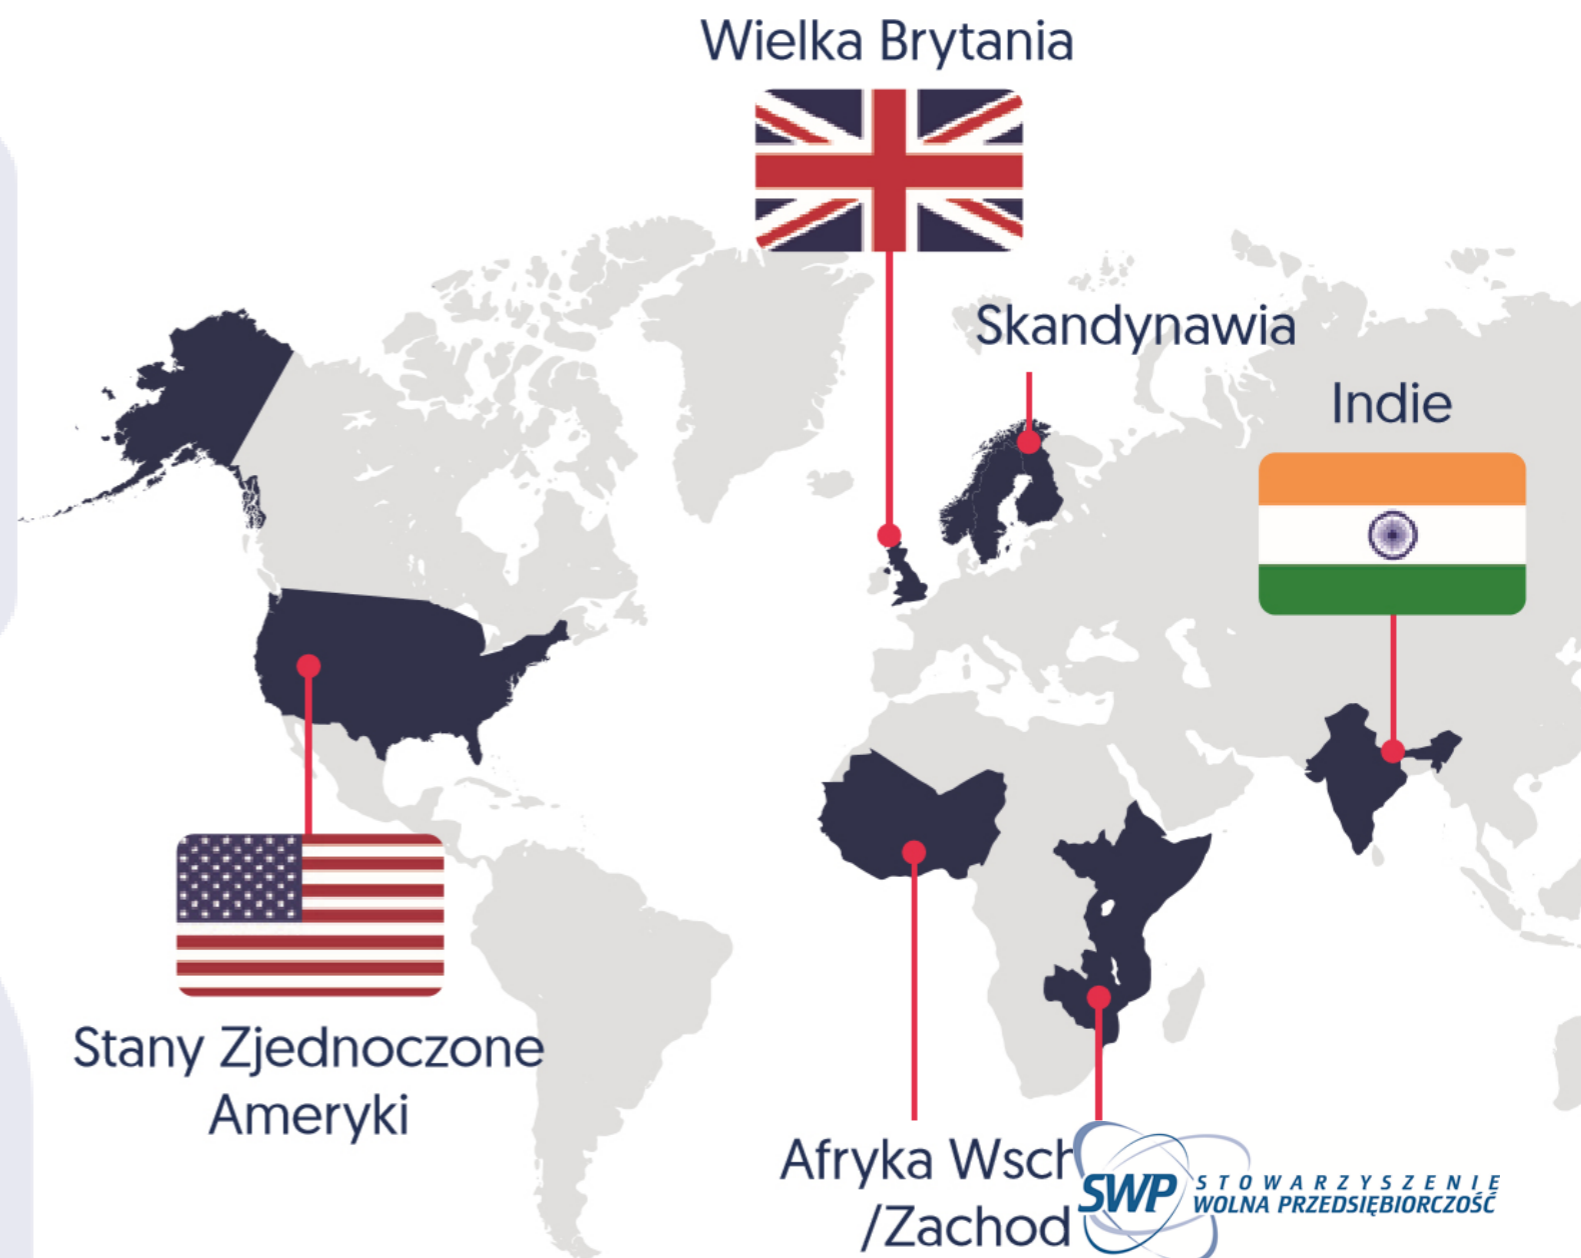 Wielka Brytania
Skandynawia
Indie
Stany Zjednoczone
Ameryki
Afryka Wsch
/Zachod
SWP
STOWARZYSZENIE
WOLNA PRZEDSIĘBIORCZOŚĆ